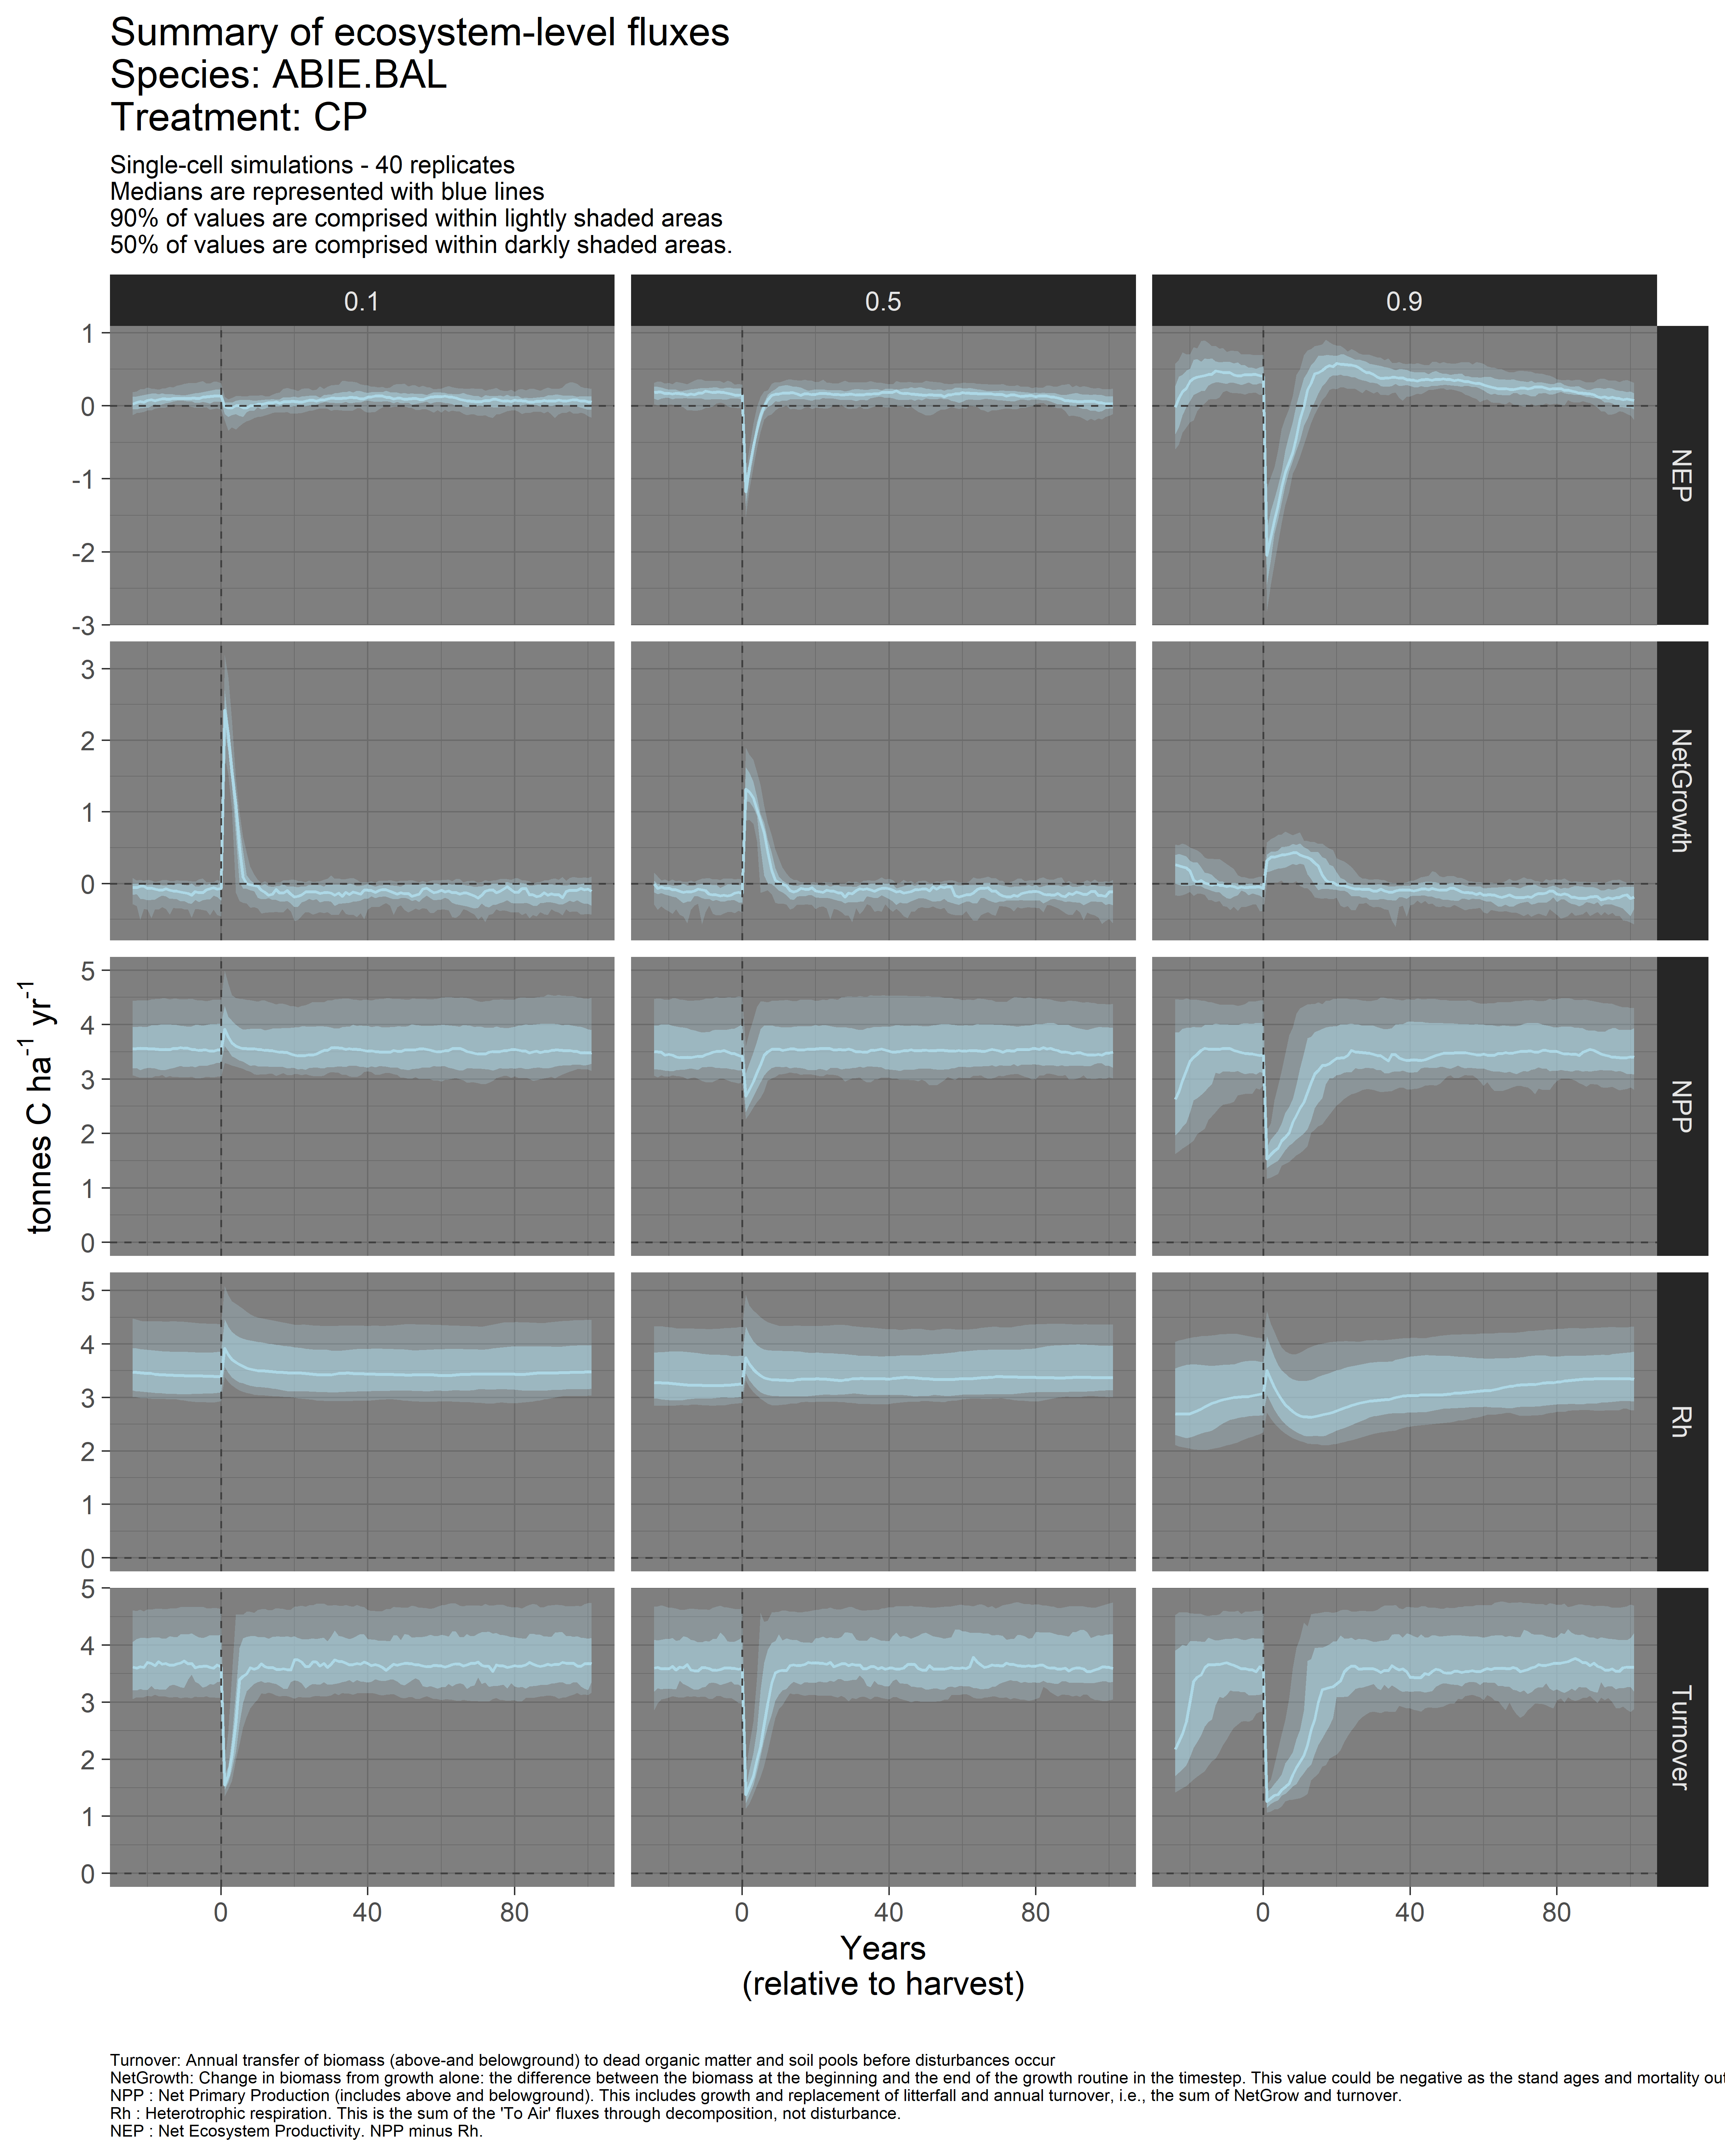 Summary of ecosystem-level fluxes
Species: ABIE.BAL
Treatment: CP
Single-cell simulations - 40 replicates
Medians are represented with blue lines
90% of values are comprised within lightly shaded areas
50% of values are comprised within darkly shaded areas.
0.1 0.5 0.9
1
0
-1
-2
-3
NEP
3
2
1
0
NetGrowth
5
4
3
2
1
0
NPP
tonnes C ha-1 yr-1
5
4
3
2
1
0
Rh
5
4
3
2
1
0
Turnover
0 40 80 0 40 80 0 40 80
Years
(relative to harvest)
Turnover: Annual transfer of biomass (above-and belowground) to dead organic matter and soil pools before disturbances occur
NetGrowth: Change in biomass from growth alone: the difference between the biomass at the beginning and the end of the growth routine in the timestep. This value could be negative as the stand ages and mortality out
NPP : Net Primary Production (includes above and belowground). This includes growth and replacement of litterfall and annual turnover, i.e., the sum of NetGrow and turnover.
Rh : Heterotrophic respiration. This is the sum of the 'To Air' fluxes through decomposition, not disturbance.
NEP : Net Ecosystem Productivity. NPP minus Rh.